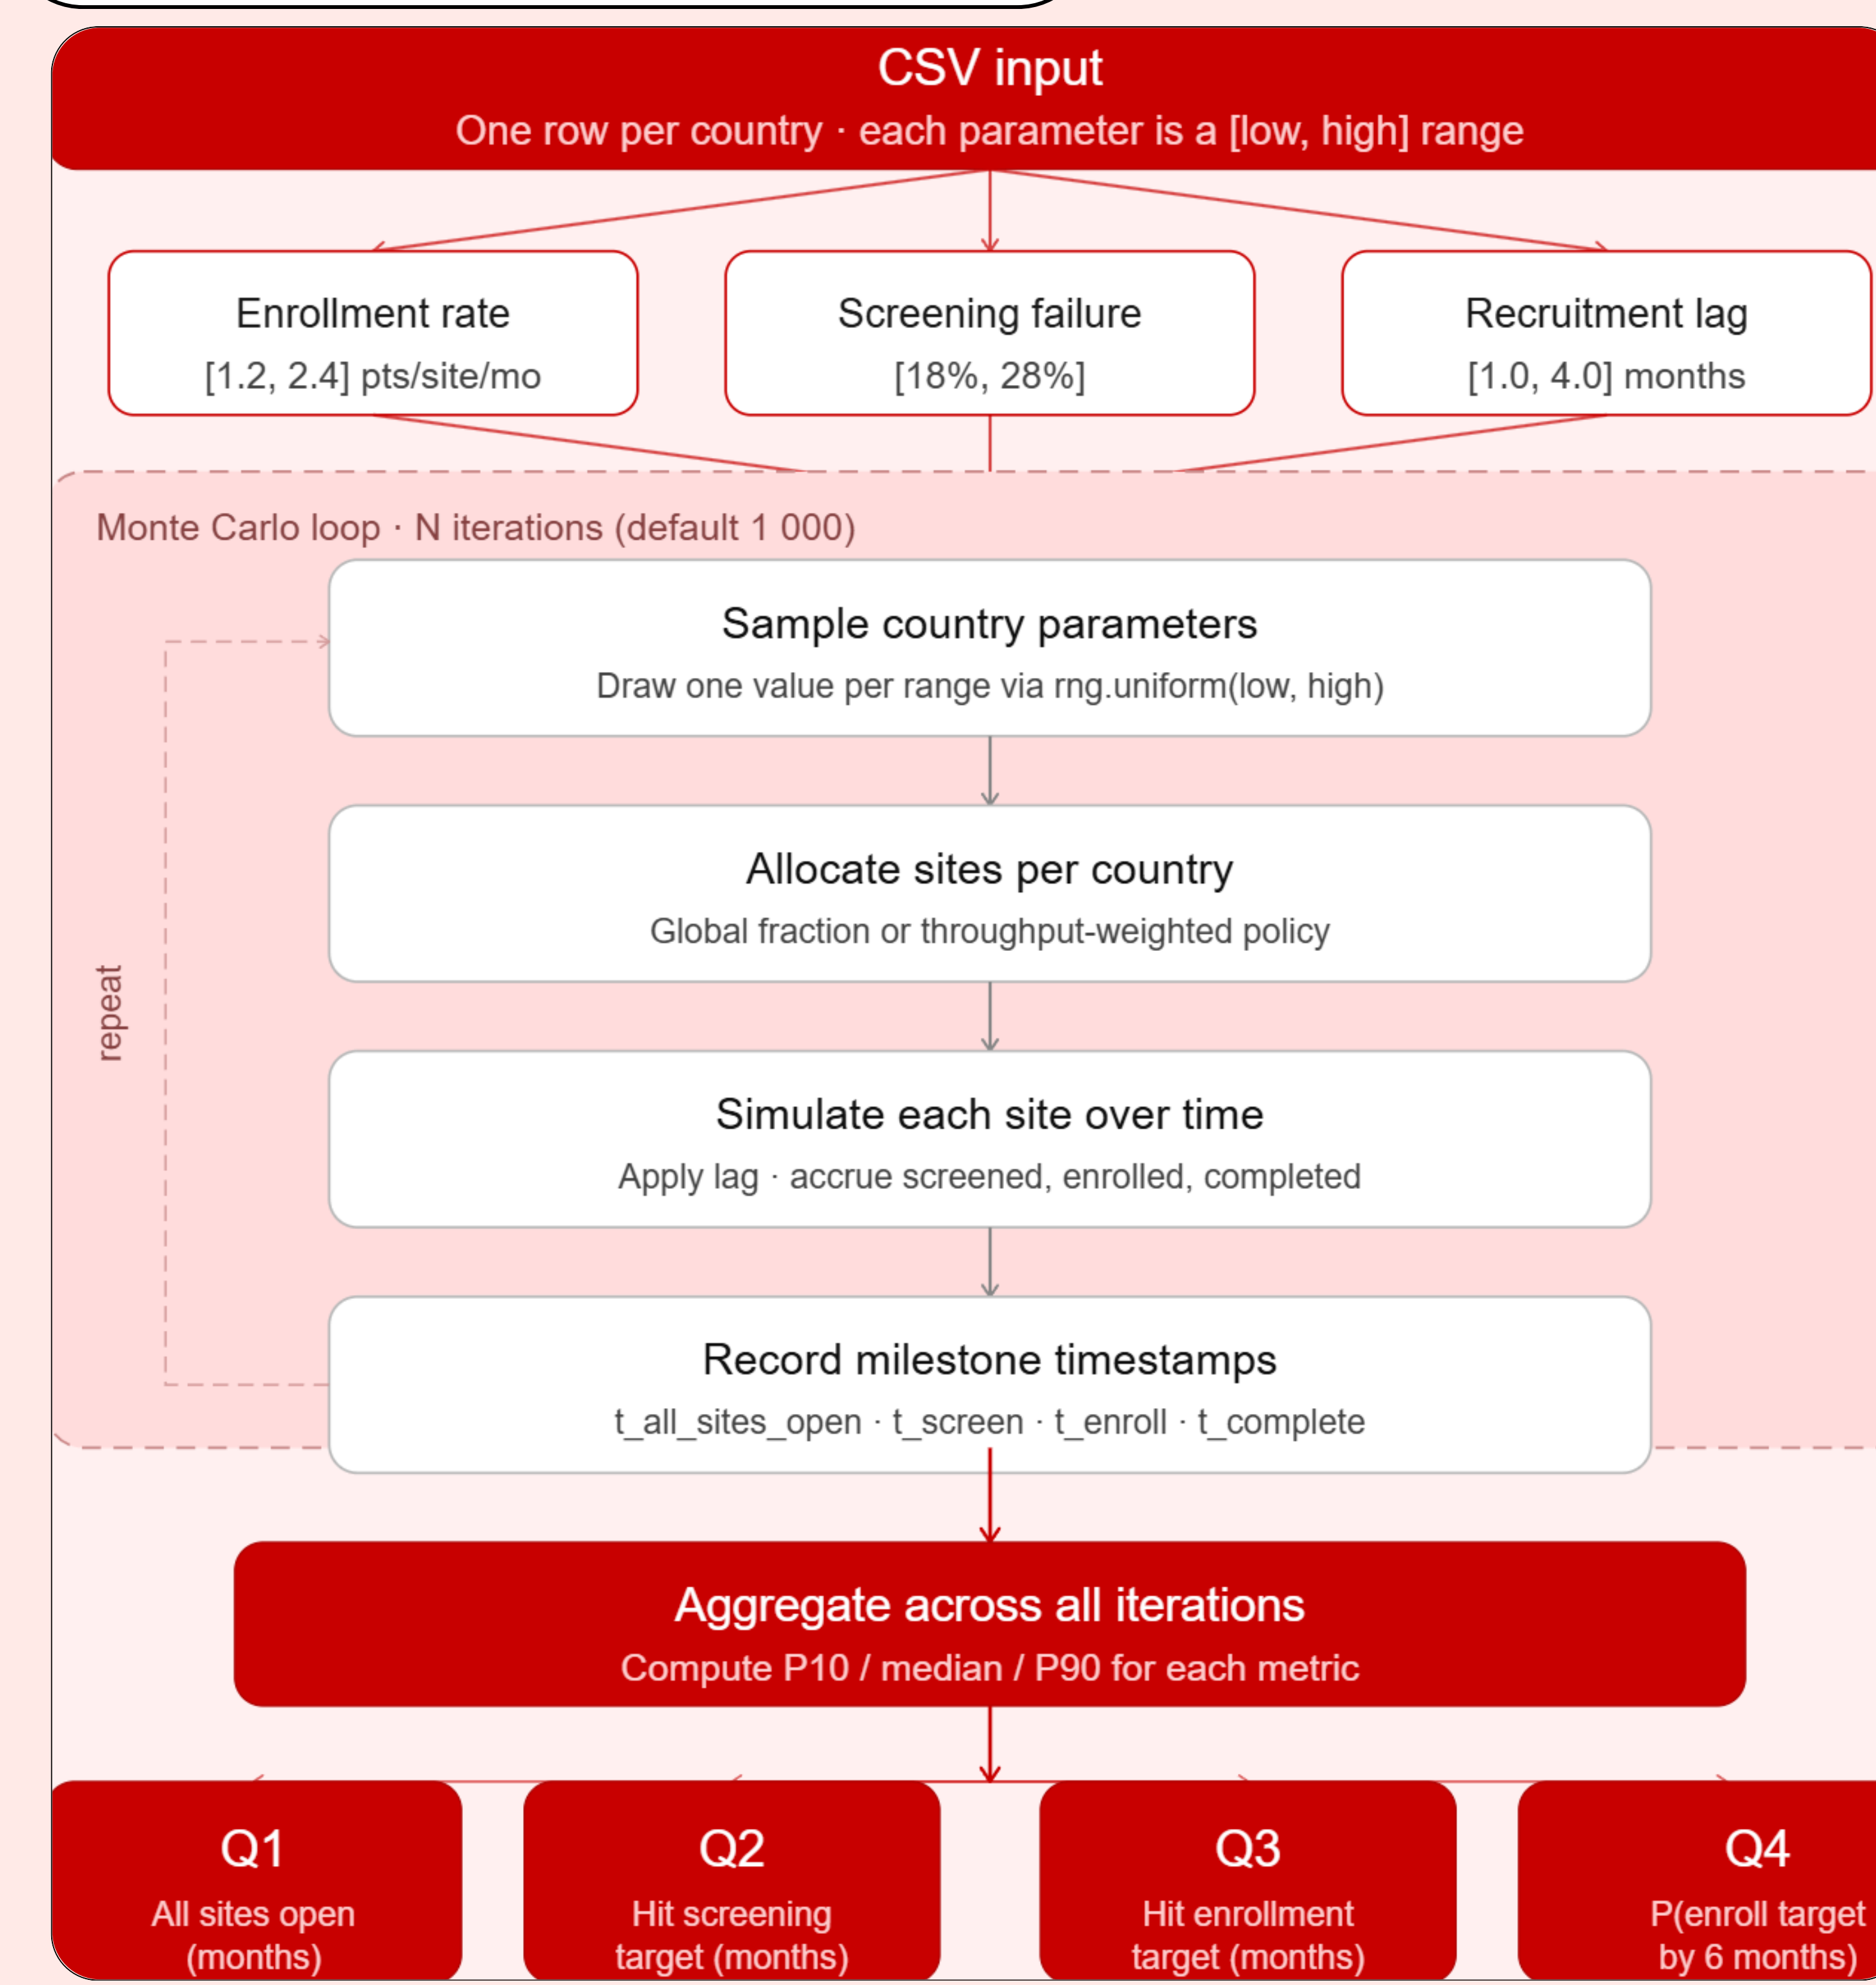 CSV input
One row per country · each parameter is a [low, high] range
Enrollment rate
[1.2, 2.4] pts/site/mo
Screening failure
[18%, 28%]
Recruitment lag
[1.0, 4.0] months
Monte Carlo loop · N iterations (default 1 000)
Sample country parameters
Draw one value per range via rng.uniform(low, high)
Allocate sites per country
Global fraction or throughput-weighted policy
repeat
Simulate each site over time
Apply lag · accrue screened, enrolled, completed
Record milestone timestamps
t_all_sites_open · t_screen · t_enroll · t_complete
Aggregate across all iterations
Compute P10 / median / P90 for each metric
Q1
All sites open
(months)
Q2
Hit screening
target (months)
Q3
Hit enrollment
target (months)
Q4
P(enroll target
by 6 months)